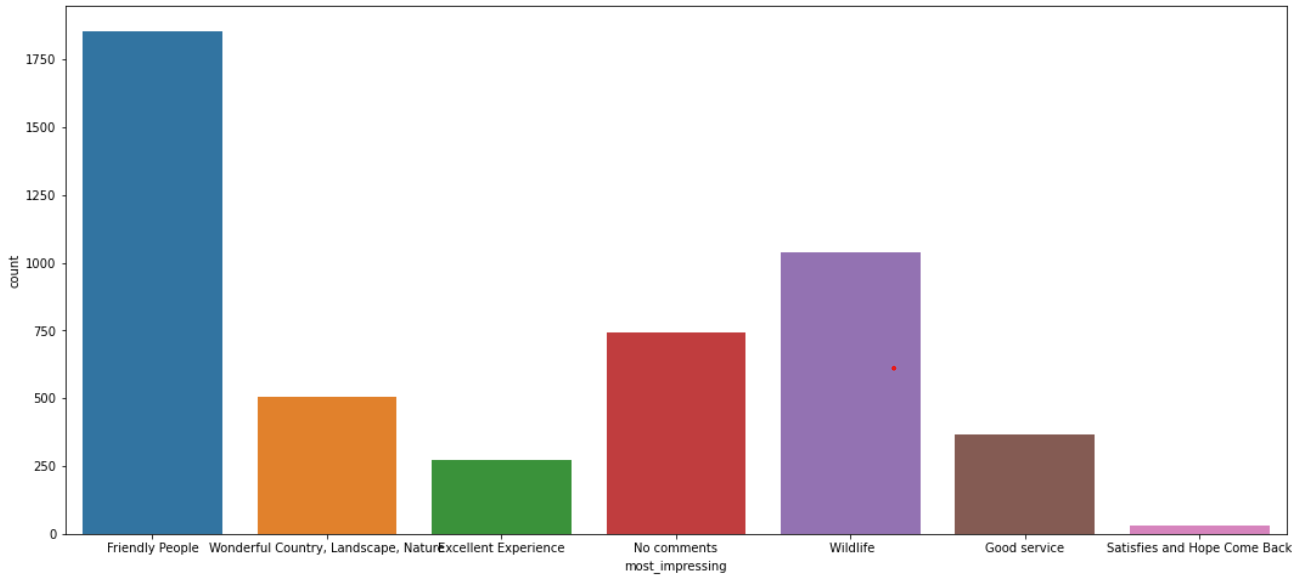 1750
1500
1250
1000
750
500
250
0
count
Friendly People
Wonderful Country, Landscape, Nature
Excellent Experience
No comments
Wildlife
Good service
Satisfies and Hope Come Back
most_impressing